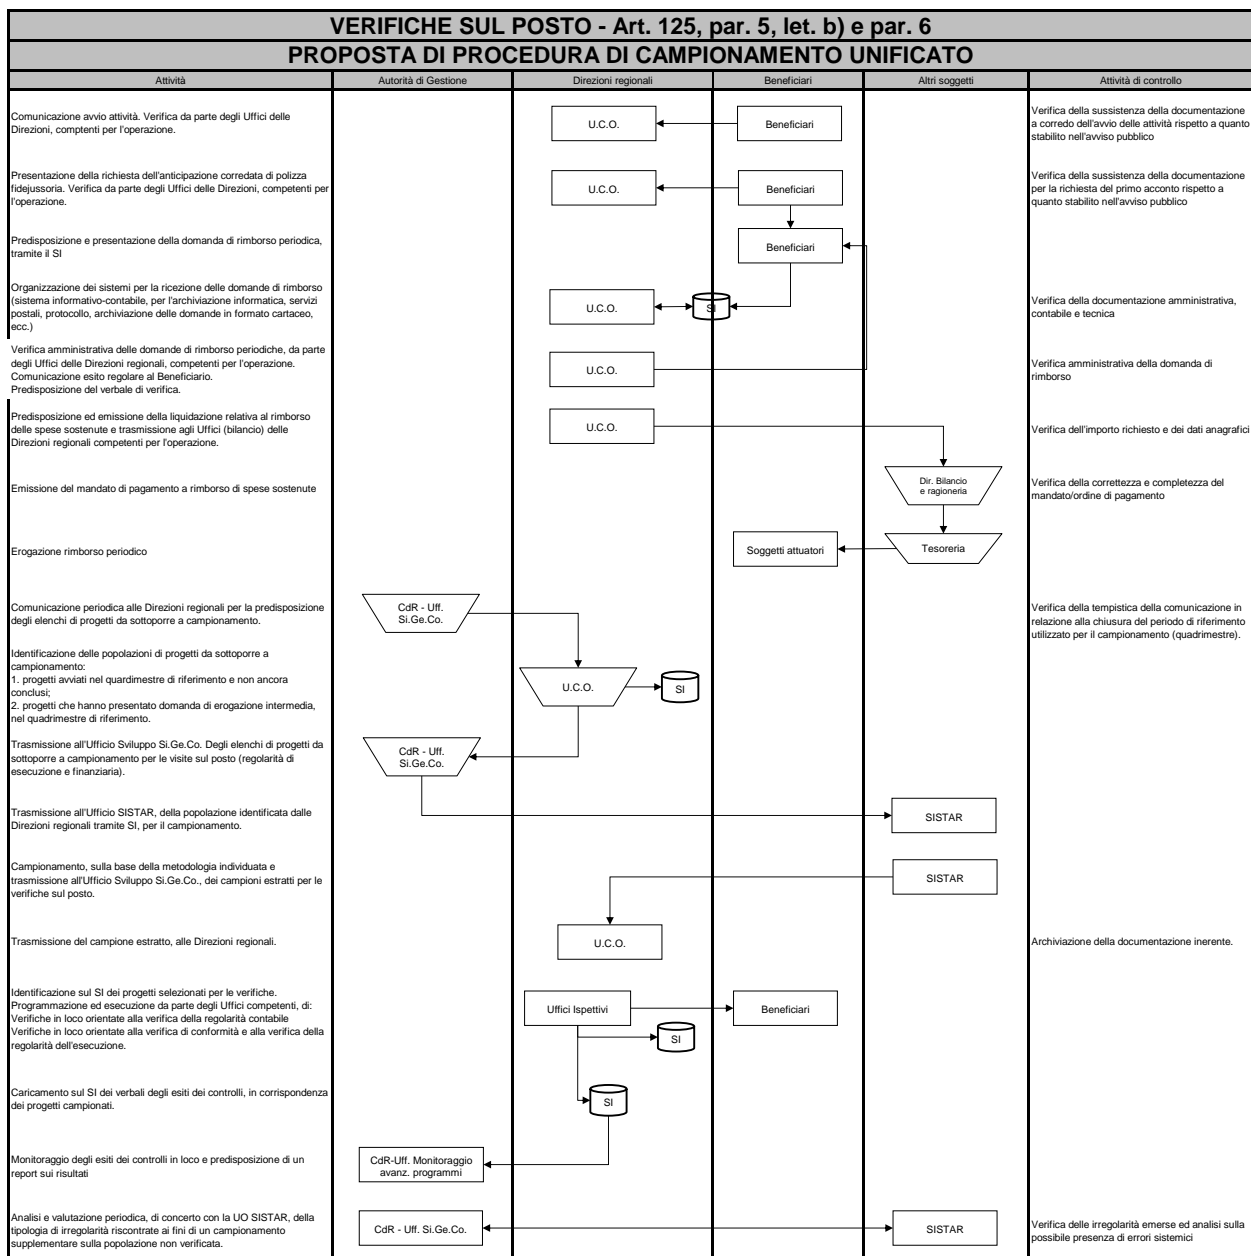 VERIFICHE SUL POSTO - Art. 125, par. 5, let. b) e par. 6
PROPOSTA DI PROCEDURA DI CAMPIONAMENTO UNIFICATO
Attività
Autorità di Gestione
Direzioni regionali
Beneficiari
Altri soggetti
Attività di controllo
Comunicazione avvio attività. Verifica da parte degli Uffici delle
Direzioni, comptenti per l'operazione.
U.C.O.
Beneficiari
Verifica della sussistenza della documentazione
a corredo dell'avvio delle attività rispetto a quanto
stabilito nell'avviso pubblico
Presentazione della richiesta dell'anticipazione corredata di polizza
fidejussoria. Verifica da parte degli Uffici delle Direzioni, competenti per
l'operazione.
U.C.O.
Beneficiari
Verifica della sussistenza della documentazione
per la richiesta del primo acconto rispetto a
quanto stabilito nell'avviso pubblico
Predisposizione e presentazione della domanda di rimborso periodica,
tramite il SI
Beneficiari
Organizzazione dei sistemi per la ricezione delle domande di rimborso
(sistema informativo-contabile, per l'archiviazione informatica, servizi
postali, protocollo, archiviazione delle domande in formato cartaceo,
ecc.)
U.C.O.
SI
Verifica della documentazione amministrativa,
contabile e tecnica
Verifica amministrativa delle domande di rimborso periodiche, da parte
degli Uffici delle Direzioni regionali, competenti per l'operazione.
Comunicazione esito regolare al Beneficiario.
Predisposizione del verbale di verifica.
U.C.O.
Verifica amministrativa della domanda di
rimborso
Predisposizione ed emissione della liquidazione relativa al rimborso
delle spese sostenute e trasmissione agli Uffici (bilancio) delle
Direzioni regionali competenti per l'operazione.
U.C.O.
Verifica dell'importo richiesto e dei dati anagrafici
Emissione del mandato di pagamento a rimborso di spese sostenute
Dir. Bilancio
e ragioneria
Verifica della correttezza e completezza del
mandato/ordine di pagamento
Erogazione rimborso periodico
Soggetti attuatori
Tesoreria
Comunicazione periodica alle Direzioni regionali per la predisposizione
degli elenchi di progetti da sottoporre a campionamento.
CdR - Uff.
Si.Ge.Co.
Verifica della tempistica della comunicazione in
relazione alla chiusura del periodo di riferimento
utilizzato per il campionamento (quadrimestre).
Identificazione delle popolazioni di progetti da sottoporre a
campionamento:
1. progetti avviati nel quardimestre di riferimento e non ancora
conclusi;
2. progetti che hanno presentato domanda di erogazione intermedia,
nel quadrimestre di riferimento.
U.C.O.
SI
Trasmissione all'Ufficio Sviluppo Si.Ge.Co. Degli elenchi di progetti da
sottoporre a campionamento per le visite sul posto (regolarità di
esecuzione e finanziaria).
CdR - Uff.
Si.Ge.Co.
Trasmissione all'Ufficio SISTAR, della popolazione identificata dalle
Direzioni regionali tramite SI, per il campionamento.
SISTAR
Campionamento, sulla base della metodologia individuata e
trasmissione all'Ufficio Sviluppo Si.Ge.Co., dei campioni estratti per le
verifiche sul posto.
SISTAR
Trasmissione del campione estratto, alle Direzioni regionali.
U.C.O.
Archiviazione della documentazione inerente.
Identificazione sul SI dei progetti selezionati per le verifiche.
Programmazione ed esecuzione da parte degli Uffici competenti, di:
Verifiche in loco orientate alla verifica della regolarità contabile
Verifiche in loco orientate alla verifica di conformità e alla verifica della
regolarità dell'esecuzione.
Uffici Ispettivi
Beneficiari
SI
Caricamento sul SI dei verbali degli esiti dei controlli, in corrispondenza
dei progetti campionati.
SI
Monitoraggio degli esiti dei controlli in loco e predisposizione di un
report sui risultati
CdR-Uff. Monitoraggio
avanz. programmi
Analisi e valutazione periodica, di concerto con la UO SISTAR, della
tipologia di irregolarità riscontrate ai fini di un campionamento
supplementare sulla popolazione non verificata.
CdR - Uff. Si.Ge.Co.
SISTAR
Verifica delle irregolarità emerse ed analisi sulla
possibile presenza di errori sistemici